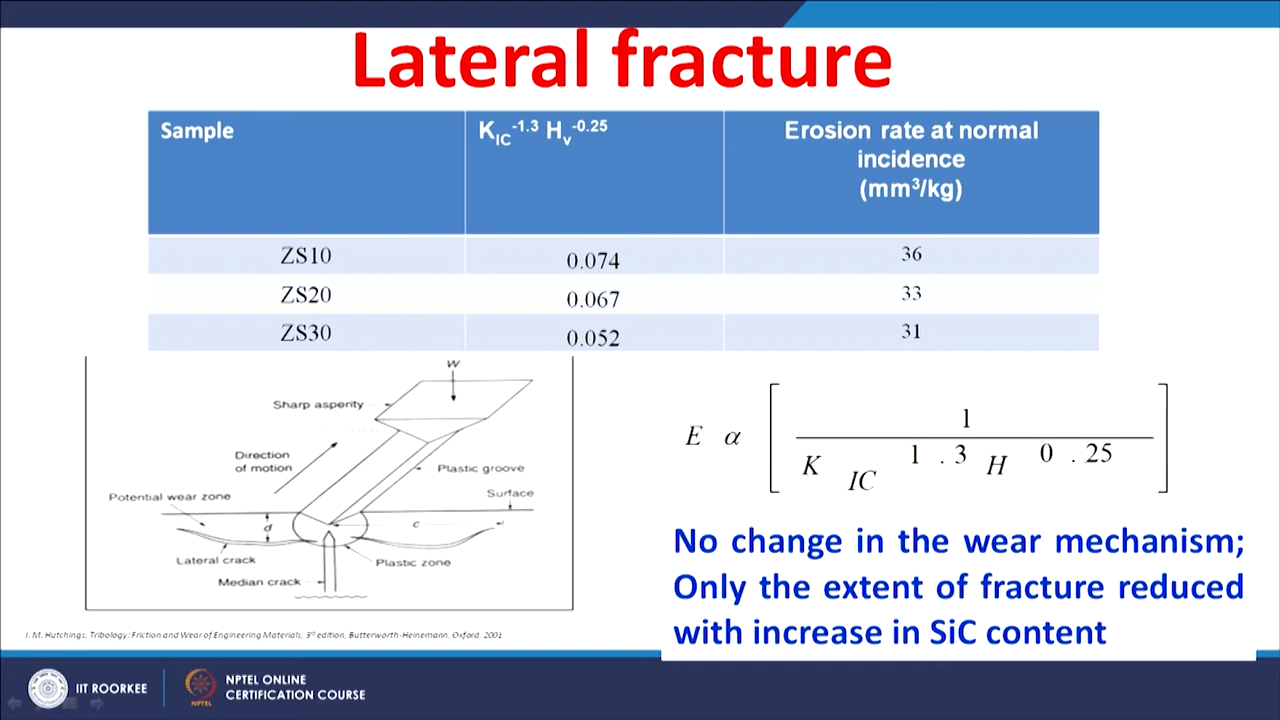 Lateral fracture
Sample
K_IC^-1.3 H_v^-0.25
Erosion rate at normal
incidence
(mm³/kg)
ZS10 0.074 36
ZS20 0.067 33
ZS30 0.052 31
W
Sharp asperity
Direction
of motion
Plastic groove
Potential wear zone
Surface
d
c
Lateral crack
Plastic zone
Median crack
E α [ 1 / K IC 1 . 3 H 0 . 25 ]
No change in the wear mechanism;
Only the extent of fracture reduced
with increase in SiC content
I. M. Hutchings, Tribology: Friction and Wear of Engineering Materials, 3rd edition, Butterworth-Heinemann, Oxford, 2001
IIT ROORKEE
NPTEL
NPTEL ONLINE
CERTIFICATION COURSE